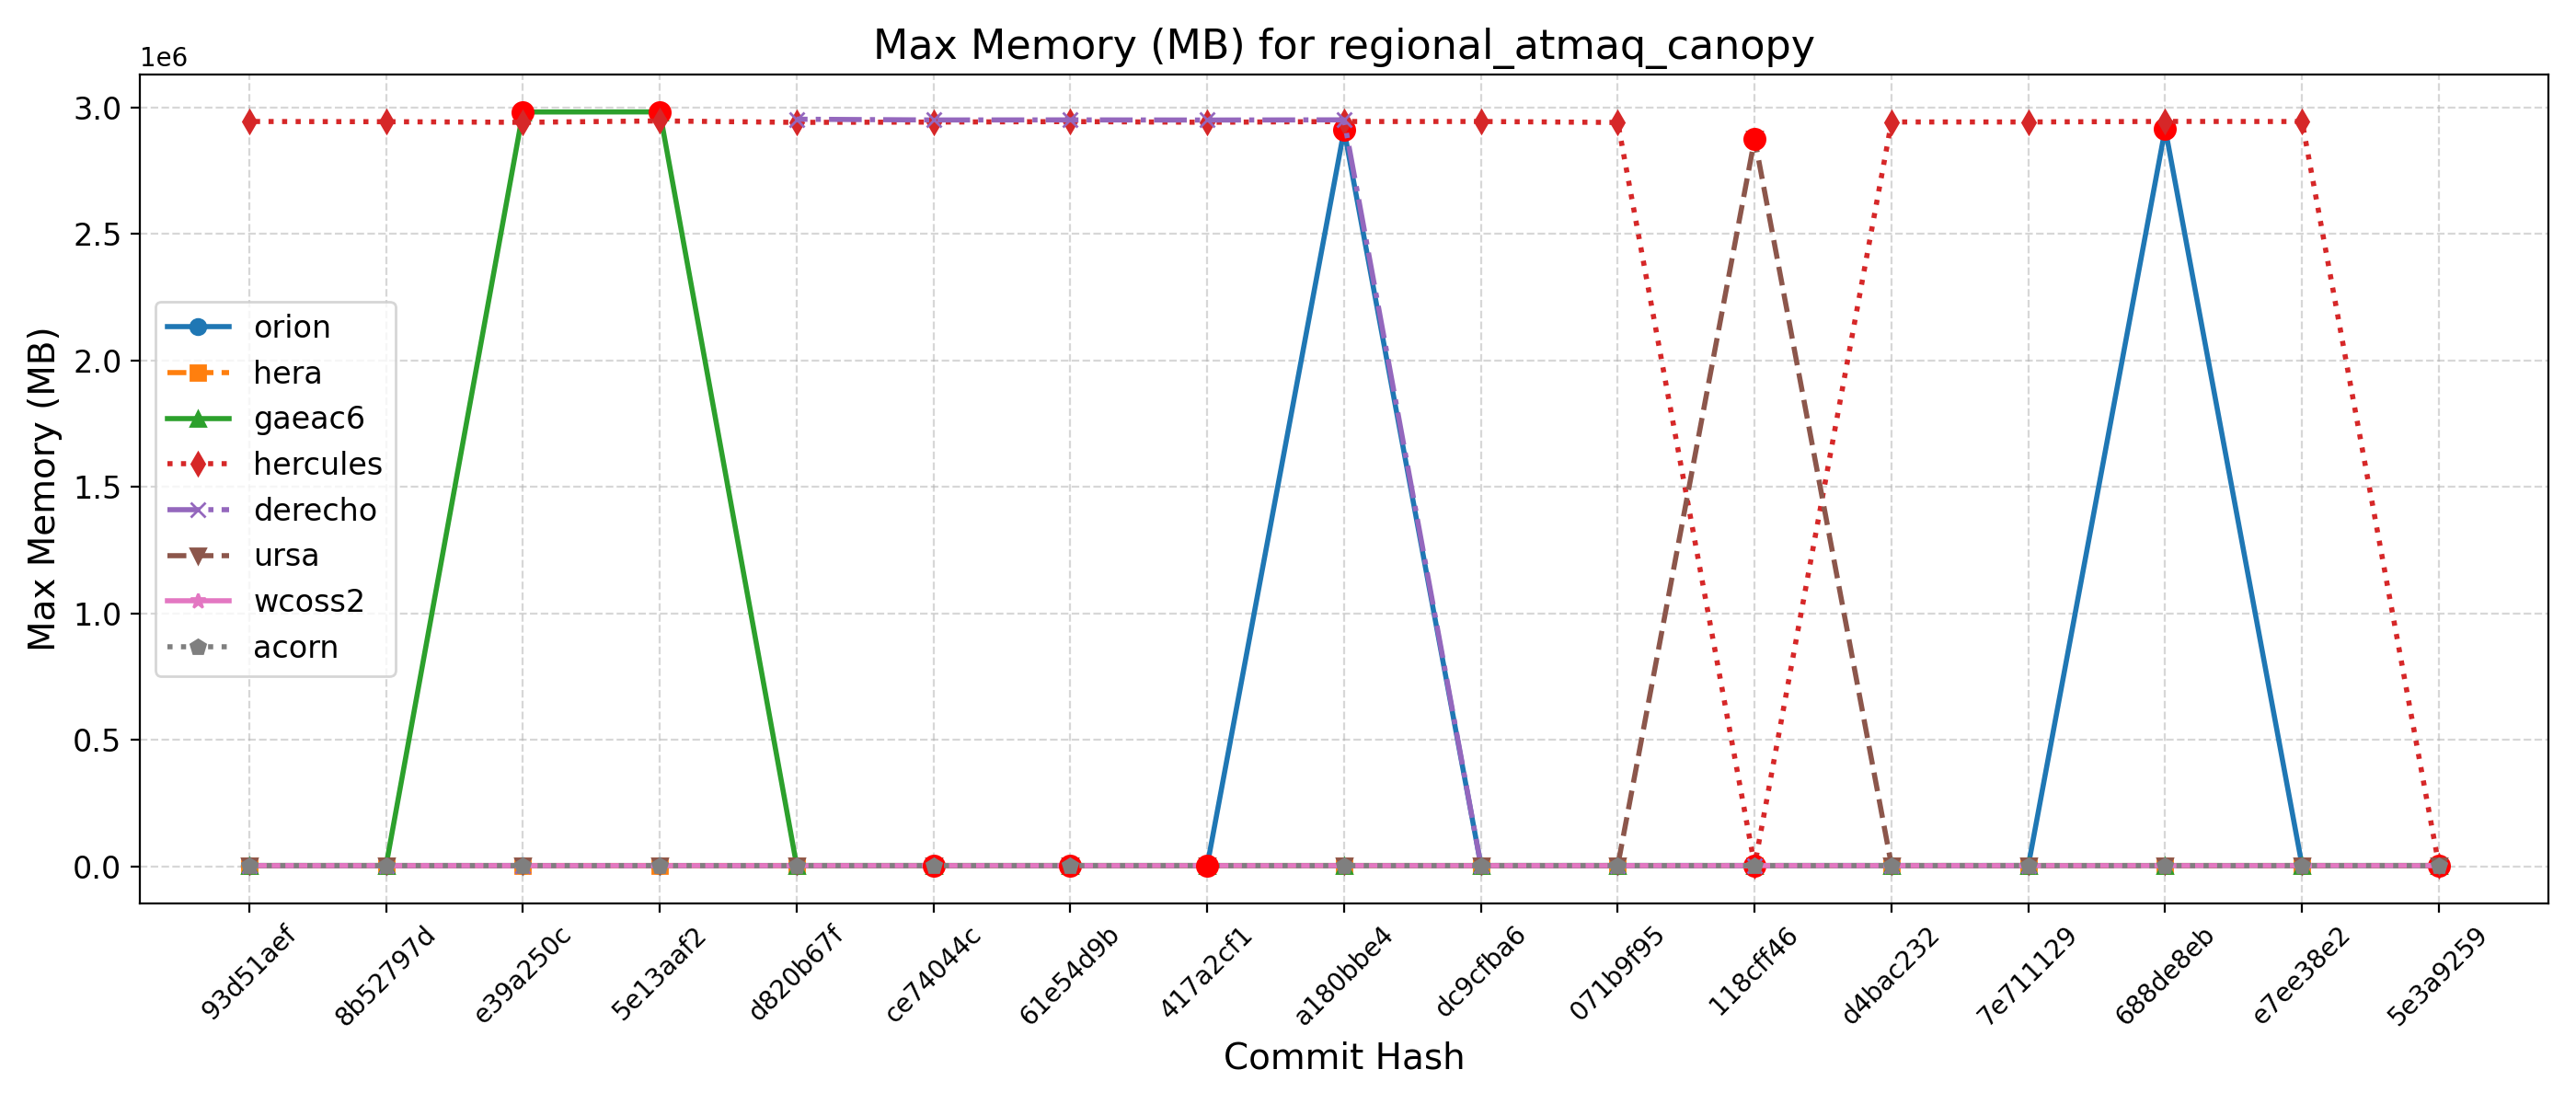 Max Memory (MB) for regional_atmaq_canopy
1e6
3.0
2.5
2.0
1.5
1.0
0.5
0.0
Max Memory (MB)
orion
hera
gaeac6
hercules
derecho
ursa
wcoss2
acorn
93d51aef
8b52797d
e39a250c
5e13aaf2
d820b67f
ce74044c
61e54d9b
417a2cf1
a180bbe4
dc9cfba6
071b9f95
118cff46
d4bac232
7e711129
688de8eb
e7ee38e2
5e3a9259
Commit Hash